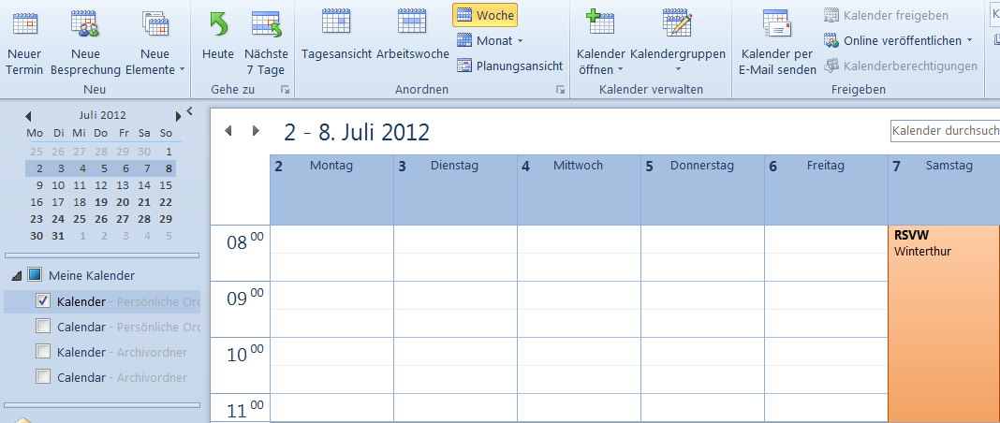 Neuer Termin
Neue Besprechung
Neue Elemente
Neu
Heute
Nächste 7 Tage
Gehe zu
Tagesansicht
Arbeitswoche
Woche
Monat
Planungsansicht
Anordnen
Kalender öffnen
Kalendergruppen
Kalender verwalten
Kalender per E-Mail senden
Kalender freigeben
Online veröffentlichen
Kalenderberechtigungen
Freigeben
K
Juli 2012
Mo Di Mi Do Fr Sa So
25 26 27 28 29 30 1
2 3 4 5 6 7 8
9 10 11 12 13 14 15
16 17 18 19 20 21 22
23 24 25 26 27 28 29
30 31 1 2 3 4 5
Meine Kalender
Kalender - Persönliche Ord
Calendar - Persönliche Ord
Kalender - Archivordner
Calendar - Archivordner
2 - 8. Juli 2012
Kalender durchsuch
2 Montag
3 Dienstag
4 Mittwoch
5 Donnerstag
6 Freitag
7 Samstag
08 00
09 00
10 00
11 00
RSVW
Winterthur